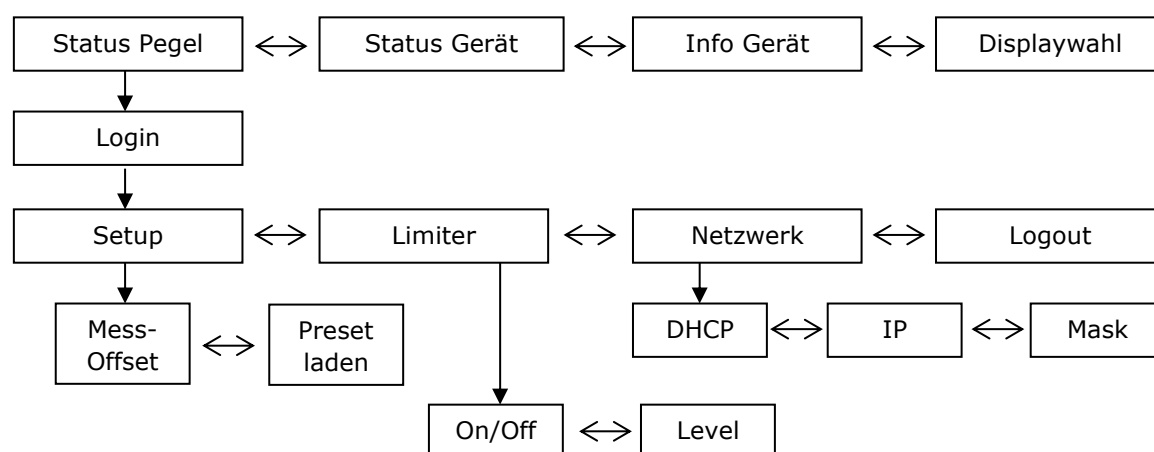 Status Pegel
Status Gerät
Info Gerät
Displaywahl
Login
Setup
Limiter
Netzwerk
Logout
Mess-
Offset
Preset
laden
DHCP
IP
Mask
On/Off
Level